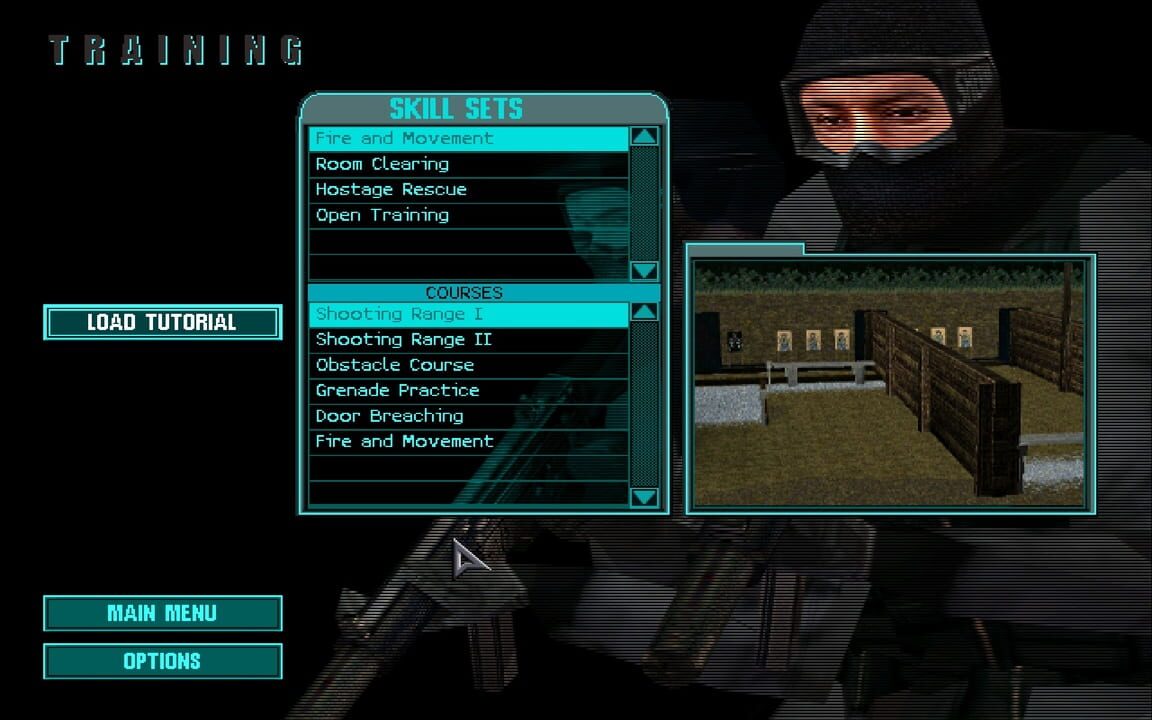 TRAINING
SKILL SETS
Fire and Movement
Room Clearing
Hostage Rescue
Open Training
COURSES
Shooting Range I
Shooting Range II
Obstacle Course
Grenade Practice
Door Breaching
Fire and Movement
LOAD TUTORIAL
MAIN MENU
OPTIONS